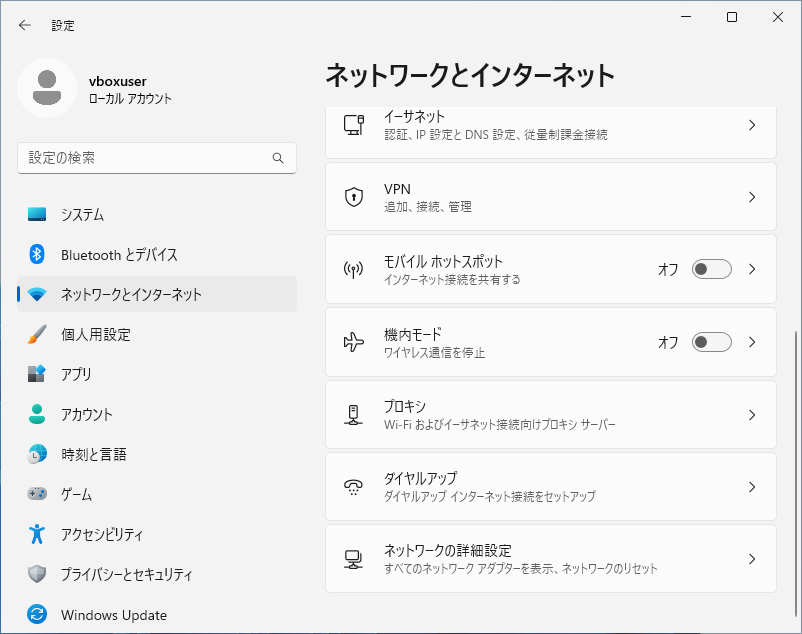 設定
vboxuser
ローカル アカウント
設定の検索
システム
Bluetooth とデバイス
ネットワークとインターネット
個人用設定
アプリ
アカウント
時刻と言語
ゲーム
アクセシビリティ
プライバシーとセキュリティ
Windows Update
ネットワークとインターネット
イーサネット
認証、IP 設定と DNS 設定、従量制課金接続
VPN
追加、接続、管理
モバイル ホットスポット
インターネット接続を共有する
オフ
機内モード
ワイヤレス通信を停止
オフ
プロキシ
Wi-Fi およびイーサネット接続向けプロキシ サーバー
ダイヤルアップ
ダイヤルアップ インターネット接続をセットアップ
ネットワークの詳細設定
すべてのネットワーク アダプターを表示、ネットワークのリセット